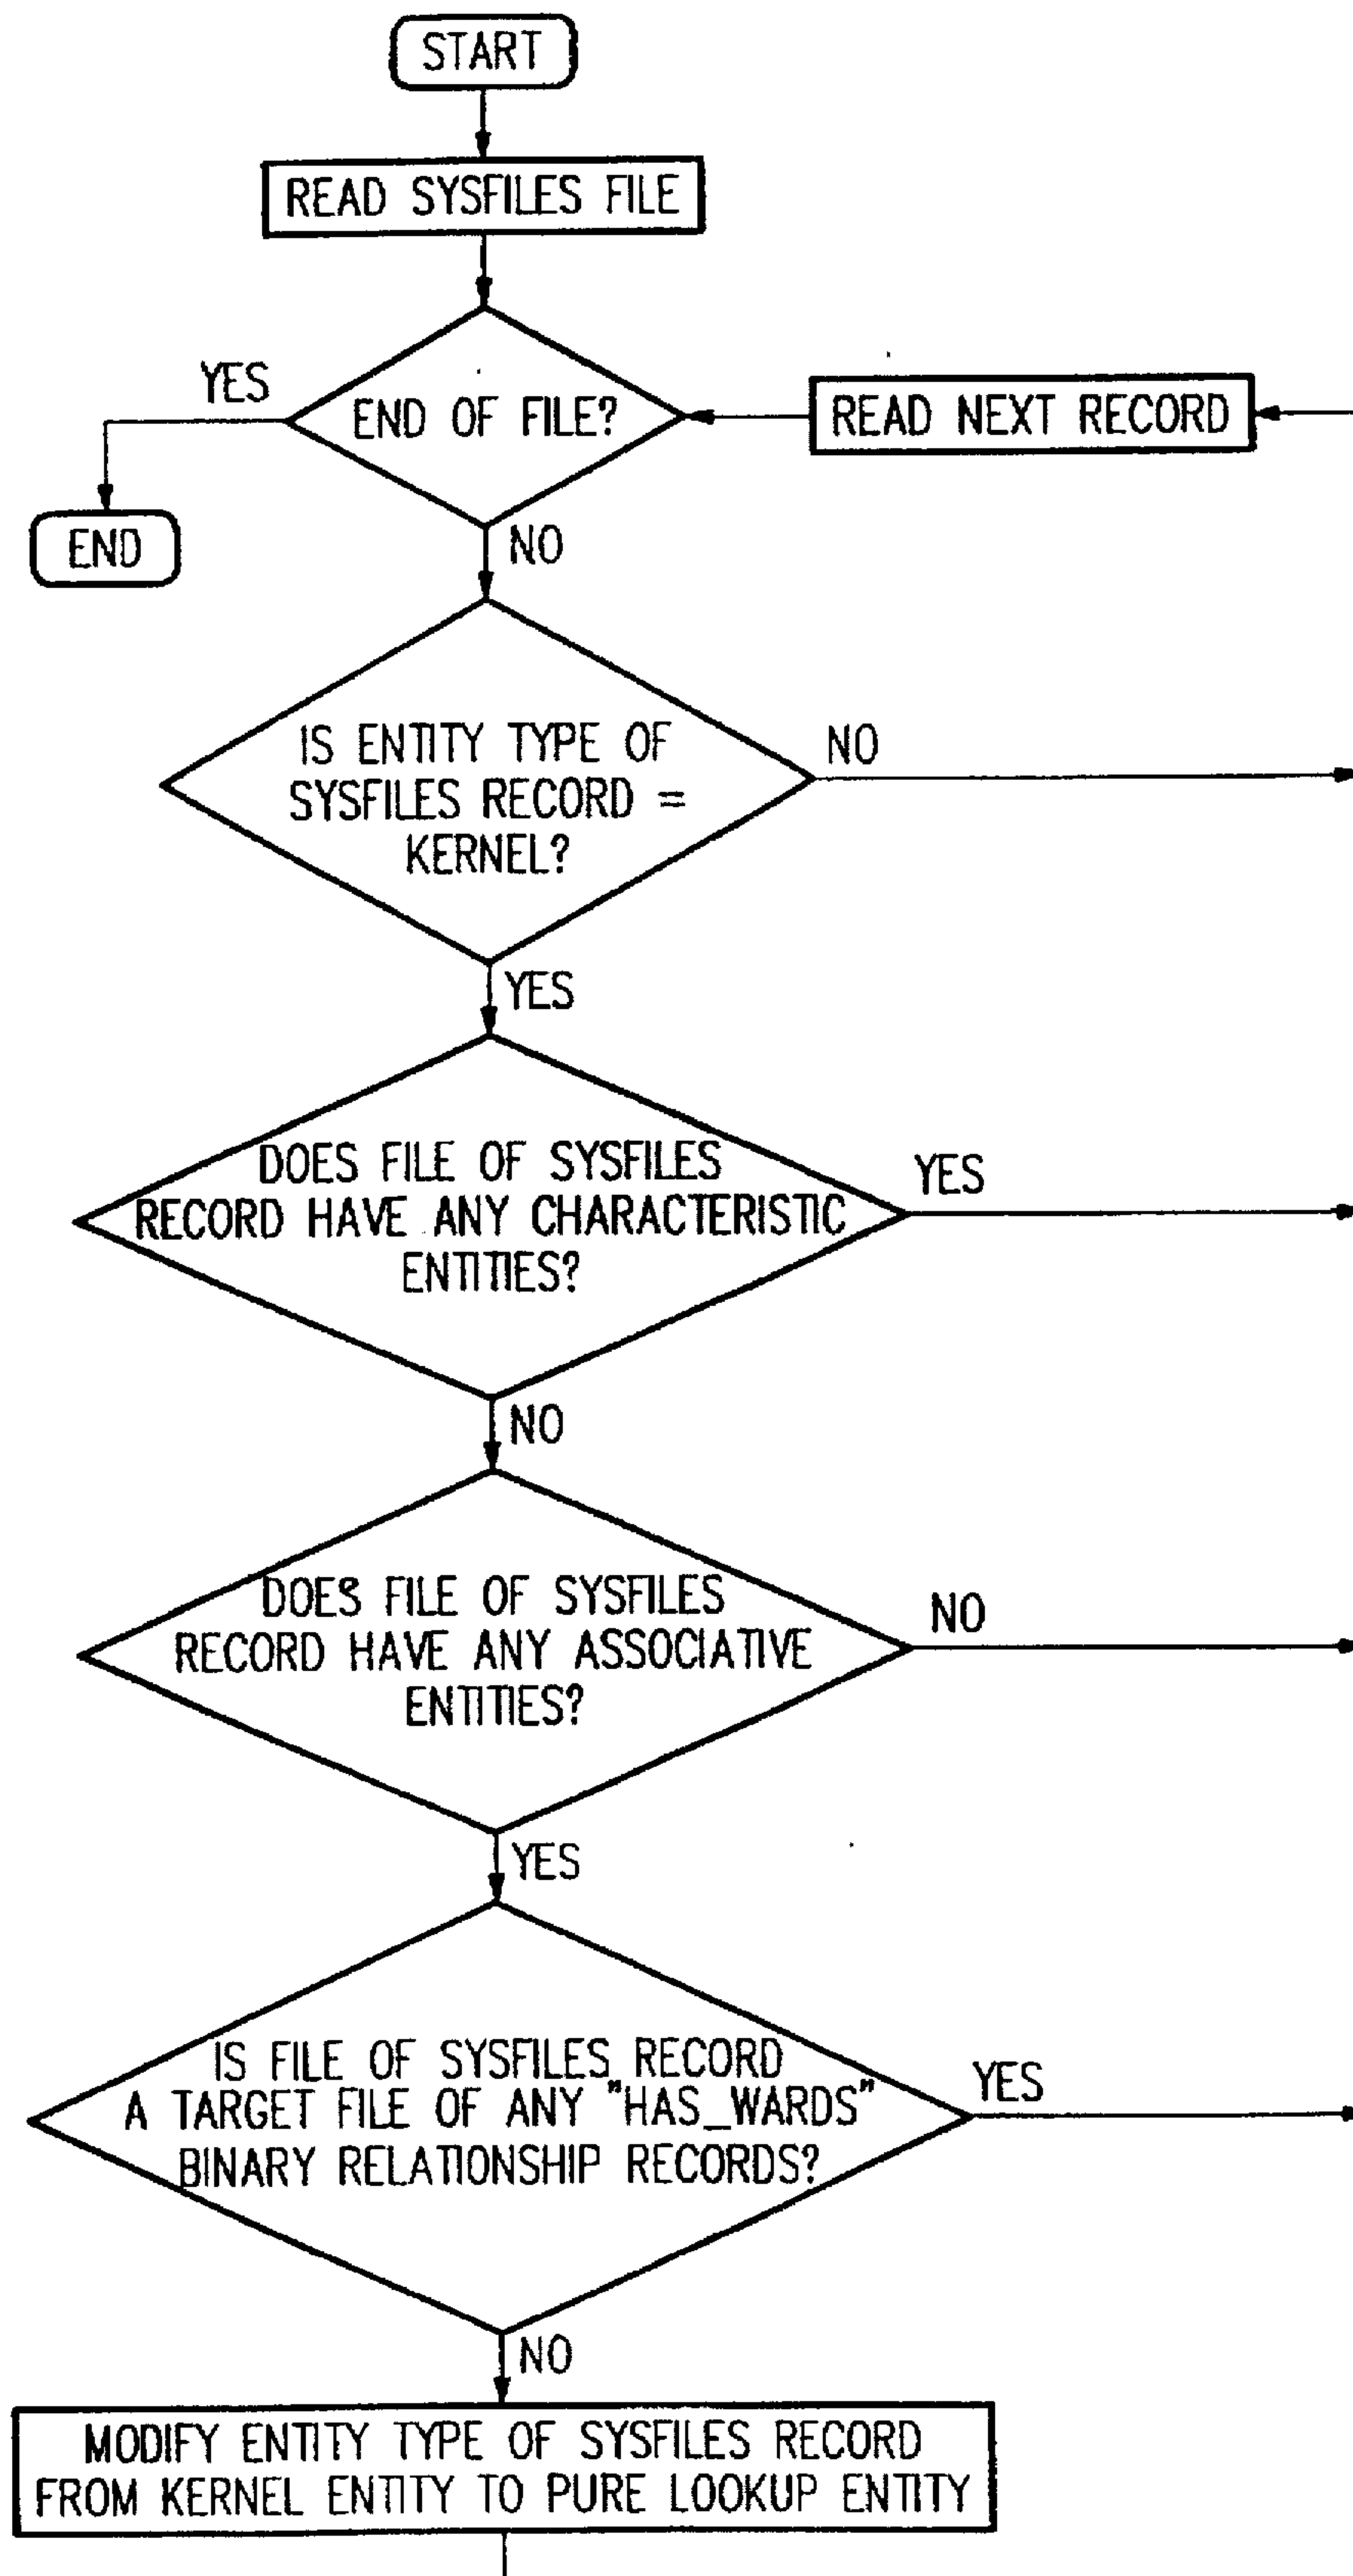 START
READ SYSFILES FILE
YES
END OF FILE?
READ NEXT RECORD
END
NO
IS ENTITY TYPE OF
SYSFILES RECORD =
KERNEL?
NO
YES
DOES FILE OF SYSFILES
RECORD HAVE ANY CHARACTERISTIC
ENTITIES?
YES
NO
DOES FILE OF SYSFILES
RECORD HAVE ANY ASSOCIATIVE
ENTITIES?
NO
YES
IS FILE OF SYSFILES RECORD
A TARGET FILE OF ANY "HAS_WARDS"
BINARY RELATIONSHIP RECORDS?
YES
NO
MODIFY ENTITY TYPE OF SYSFILES RECORD
FROM KERNEL ENTITY TO PURE LOOKUP ENTITY